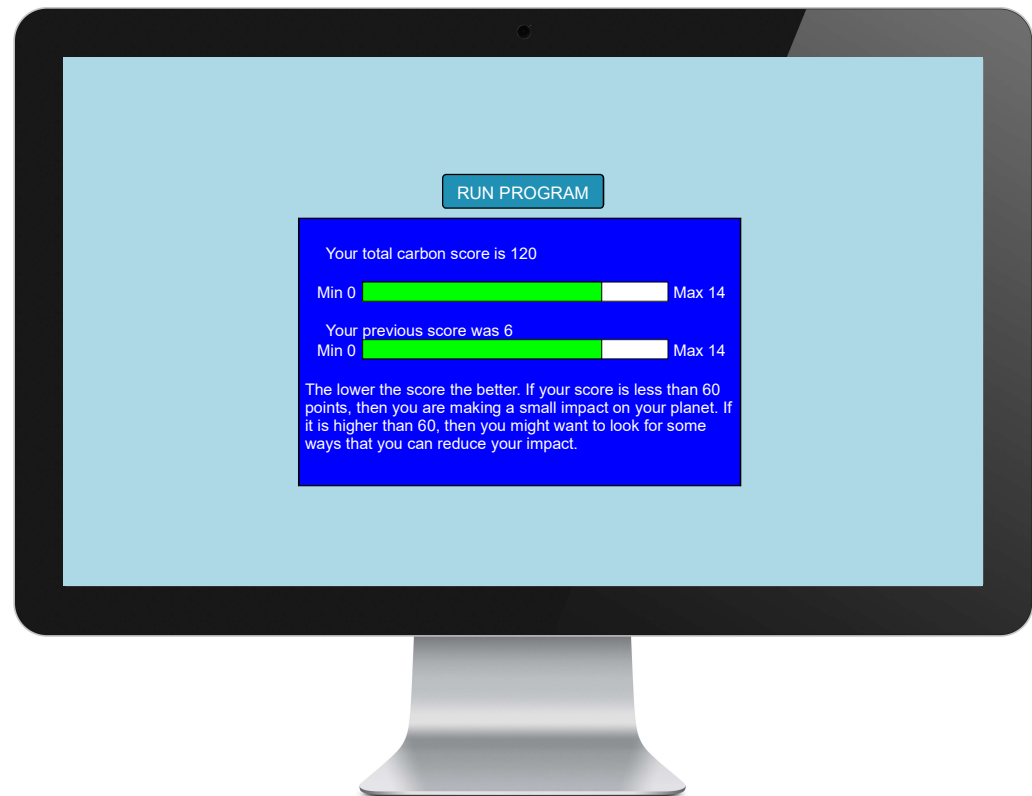 RUN PROGRAM
Your total carbon score is 120
Min 0 Max 14
Your previous score was 6
Min 0 Max 14
The lower the score the better. If your score is less than 60
points, then you are making a small impact on your planet. If
it is higher than 60, then you might want to look for some
ways that you can reduce your impact.